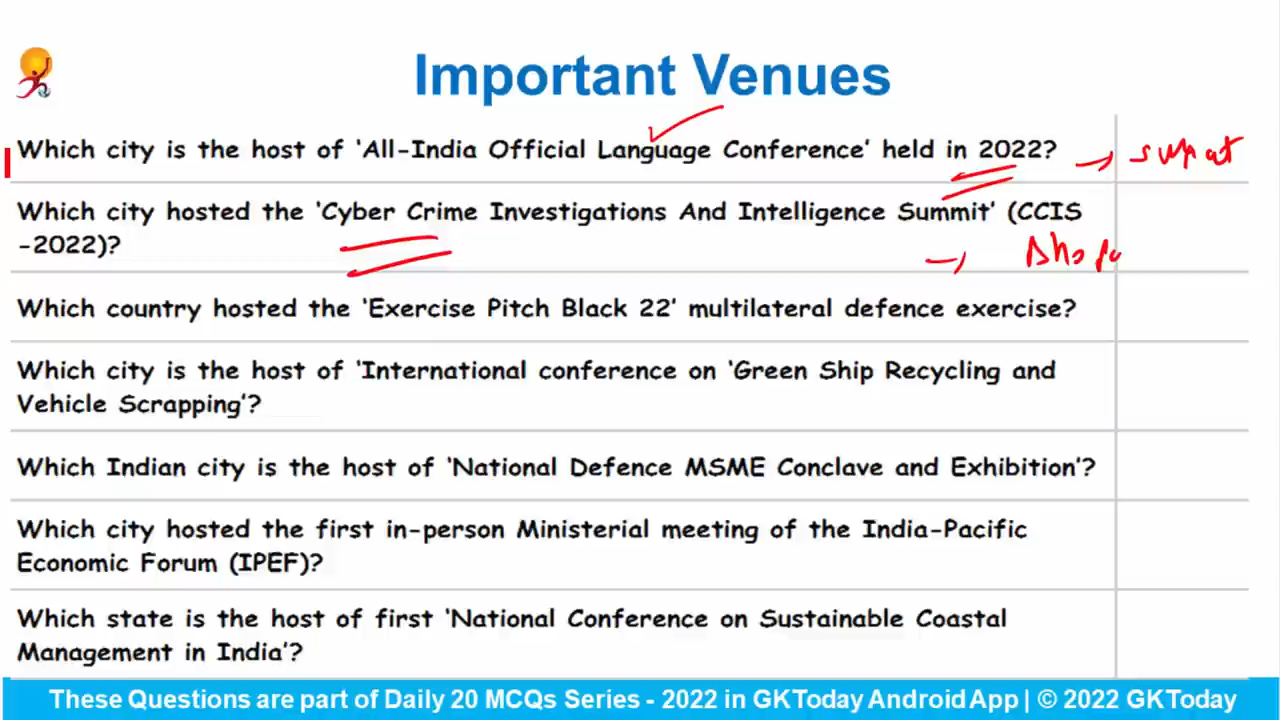 Important Venues
Which city is the host of 'All-India Official Language Conference' held in 2022?
Which city hosted the 'Cyber Crime Investigations And Intelligence Summit' (CCIS
-2022)?
Which country hosted the 'Exercise Pitch Black 22' multilateral defence exercise?
Which city is the host of 'International conference on 'Green Ship Recycling and
Vehicle Scrapping'?
Which Indian city is the host of 'National Defence MSME Conclave and Exhibition'?
Which city hosted the first in-person Ministerial meeting of the India-Pacific
Economic Forum (IPEF)?
Which state is the host of first 'National Conference on Sustainable Coastal
Management in India'?
These Questions are part of Daily 20 MCQs Series - 2022 in GKToday Android App | © 2022 GKToday